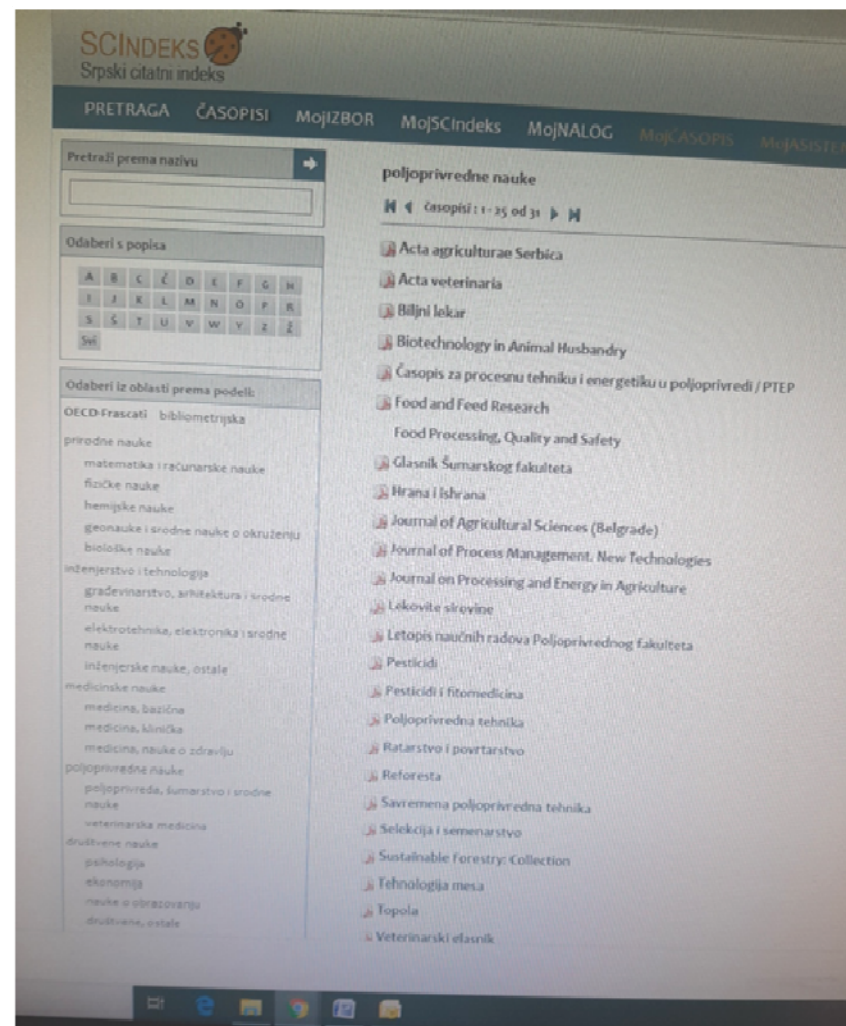 SCINDEKS
Srpski citatni indeks
PRETRAGA ČASOPISI MojIZBOR MojSCIndeks MojNALOG MojČASOPIS MojASISTEN
Pretraži prema nazivu
Odaberi s popisa
A B C Č D E F G H
I J K L M N O P R
S Š T U V W Y Z Ž
Svi
Odaberi iz oblasti prema podeli:
OECD-Frascati bibliometrijska
prirodne nauke
matematika i računarske nauke
fizičke nauke
hemijske nauke
geonauke i srodne nauke o okruženju
biološke nauke
inženjerstvo i tehnologija
građevinarstvo, arhitektura i srodne
nauke
elektrotehnika, elektronika i srodne
nauke
inženjerske nauke, ostale
medicinske nauke
medicina, bazična
medicina, klinička
medicina, nauke o zdravlju
poljoprivredne nauke
poljoprivreda, šumarstvo i srodne
nauke
veterinarska medicina
društvene nauke
psihologija
ekonomija
nauke o obrazovanju
društvene, ostale
poljoprivredne nauke
časopisi : 1 - 25 od 31
Acta agriculturae Serbica
Acta veterinaria
Biljni lekar
Biotechnology in Animal Husbandry
Časopis za procesnu tehniku i energetiku u poljoprivredi / PTEP
Food and Feed Research
Food Processing, Quality and Safety
Glasnik Šumarskog fakulteta
Hrana i ishrana
Journal of Agricultural Sciences (Belgrade)
Journal of Process Management. New Technologies
Journal on Processing and Energy in Agriculture
Lekovite sirovine
Letopis naučnih radova Poljoprivrednog fakulteta
Pesticidi
Pesticidi i fitomedicina
Poljoprivredna tehnika
Ratarstvo i povrtarstvo
Reforesta
Savremena poljoprivredna tehnika
Selekcija i semenarstvo
Sustainable Forestry: Collection
Tehnologija mesa
Topola
Veterinarski glasnik